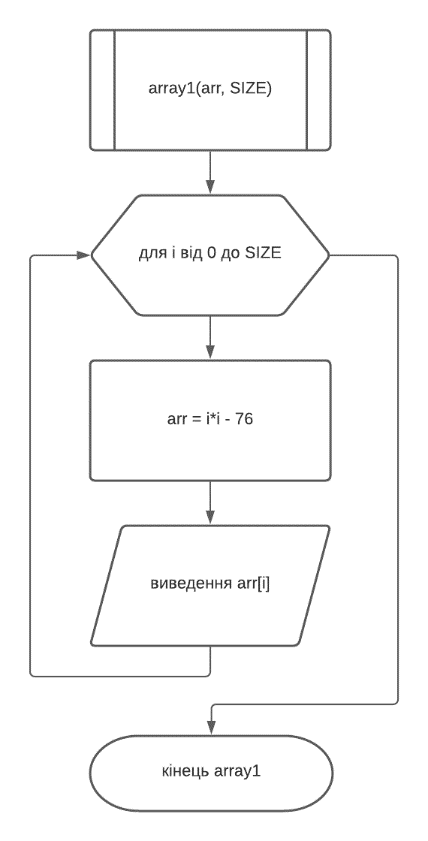 array1(arr, SIZE)
для i від 0 до SIZE
arr = i*i - 76
виведення arr[i]
кінець array1